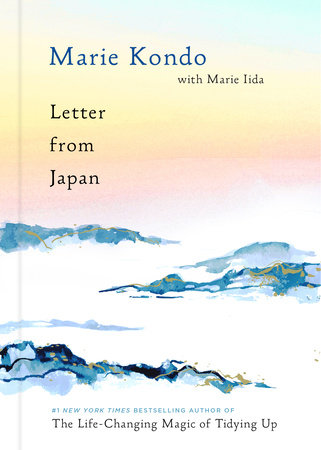 Marie Kondo
with Marie Iida
Letter
from
Japan
#1 NEW YORK TIMES BESTSELLING AUTHOR OF
The Life-Changing Magic of Tidying Up